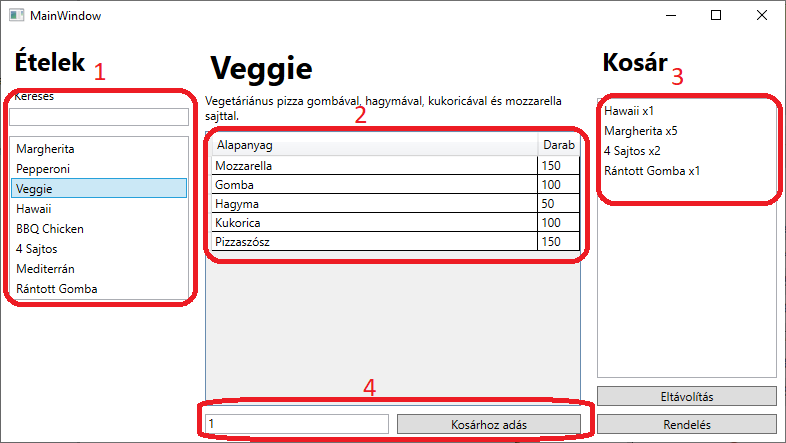 MainWindow
Ételek
1
Keresés
Margherita
Pepperoni
Veggie
Hawaii
BBQ Chicken
4 Sajtos
Mediterrán
Rántott Gomba
Veggie
Vegetáriánus pizza gombával, hagymával, kukoricával és mozzarella
sajttal.
2
Alapanyag Darab
Mozzarella 150
Gomba 100
Hagyma 50
Kukorica 100
Pizzaszósz 150
4
1 Kosárhoz adás
Kosár
3
Hawaii x1
Margherita x5
4 Sajtos x2
Rántott Gomba x1
Eltávolítás
Rendelés